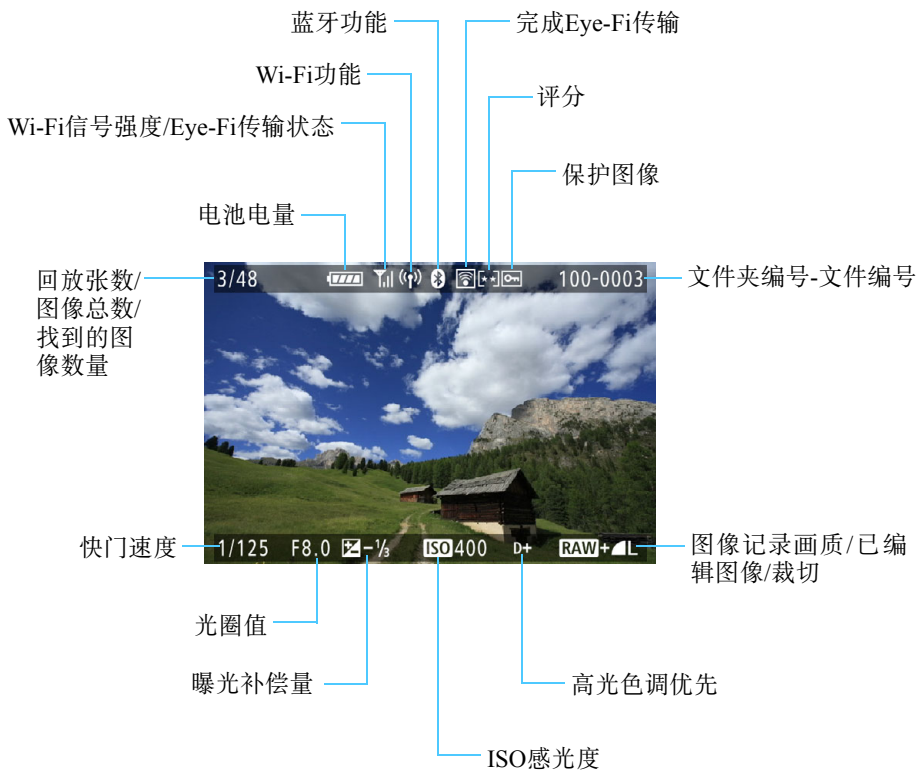 蓝牙功能
完成Eye-Fi传输
Wi-Fi功能
评分
Wi-Fi信号强度/Eye-Fi传输状态
保护图像
电池电量
回放张数/
图像总数/
找到的图
像数量
3/48
100-0003
文件夹编号-文件编号
快门速度
1/125 F8.0 -⅓ ISO 400 D+ RAW+L
图像记录画质/已编
辑图像/裁切
光圈值
曝光补偿量
高光色调优先
ISO感光度